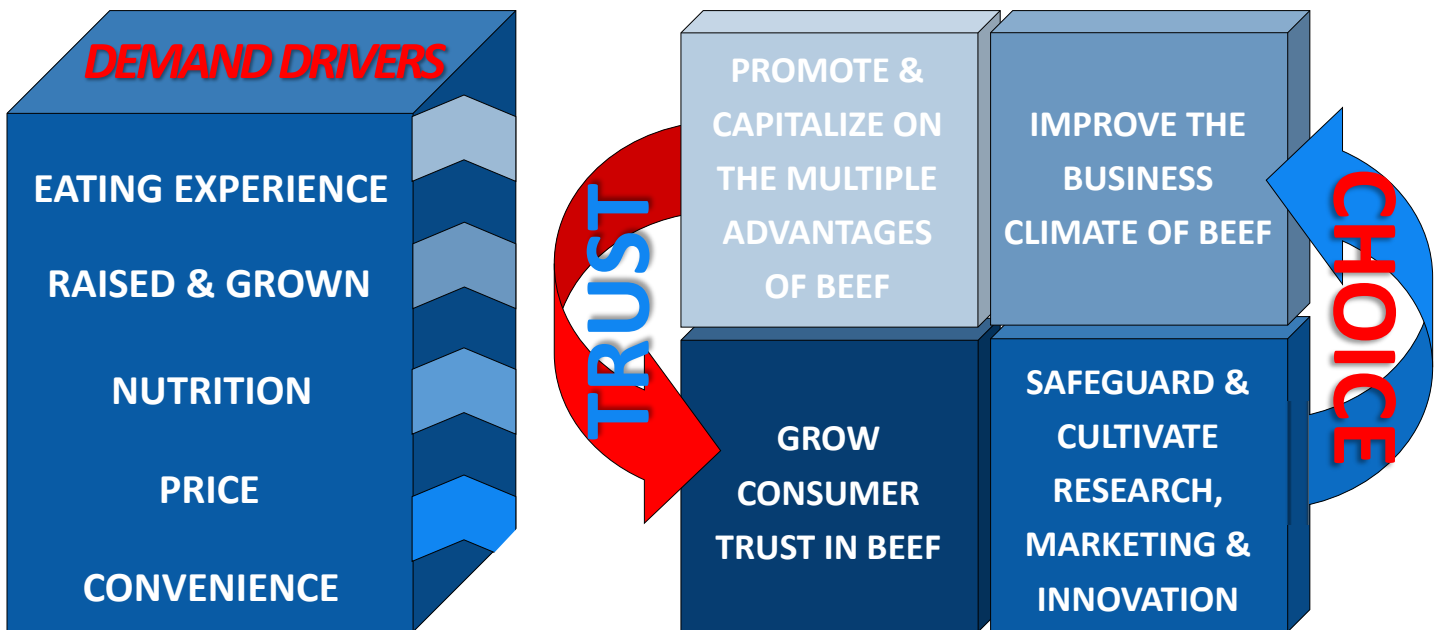 DEMAND DRIVERS
EATING EXPERIENCE
RAISED & GROWN
NUTRITION
PRICE
CONVENIENCE
TRUST
PROMOTE &
CAPITALIZE ON
THE MULTIPLE
ADVANTAGES
OF BEEF
IMPROVE THE
BUSINESS
CLIMATE OF BEEF
GROW
CONSUMER
TRUST IN BEEF
SAFEGUARD &
CULTIVATE
RESEARCH,
MARKETING &
INNOVATION
CHOICE